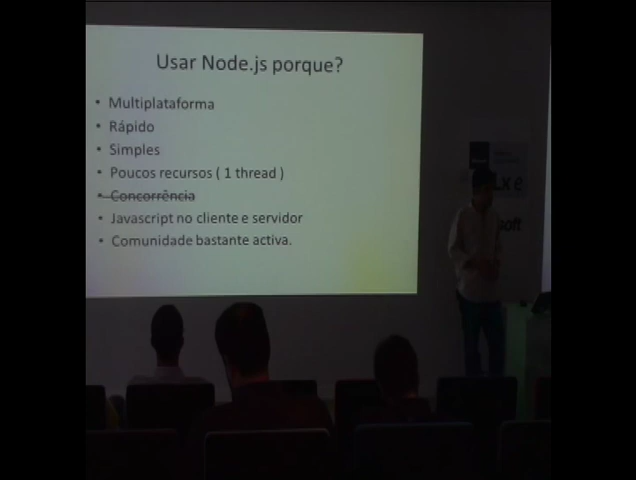 Usar Node.js porque?
• Multiplataforma
• Rápido
• Simples
• Poucos recursos ( 1 thread )
• Concorrência
• Javascript no cliente e servidor
• Comunidade bastante activa.